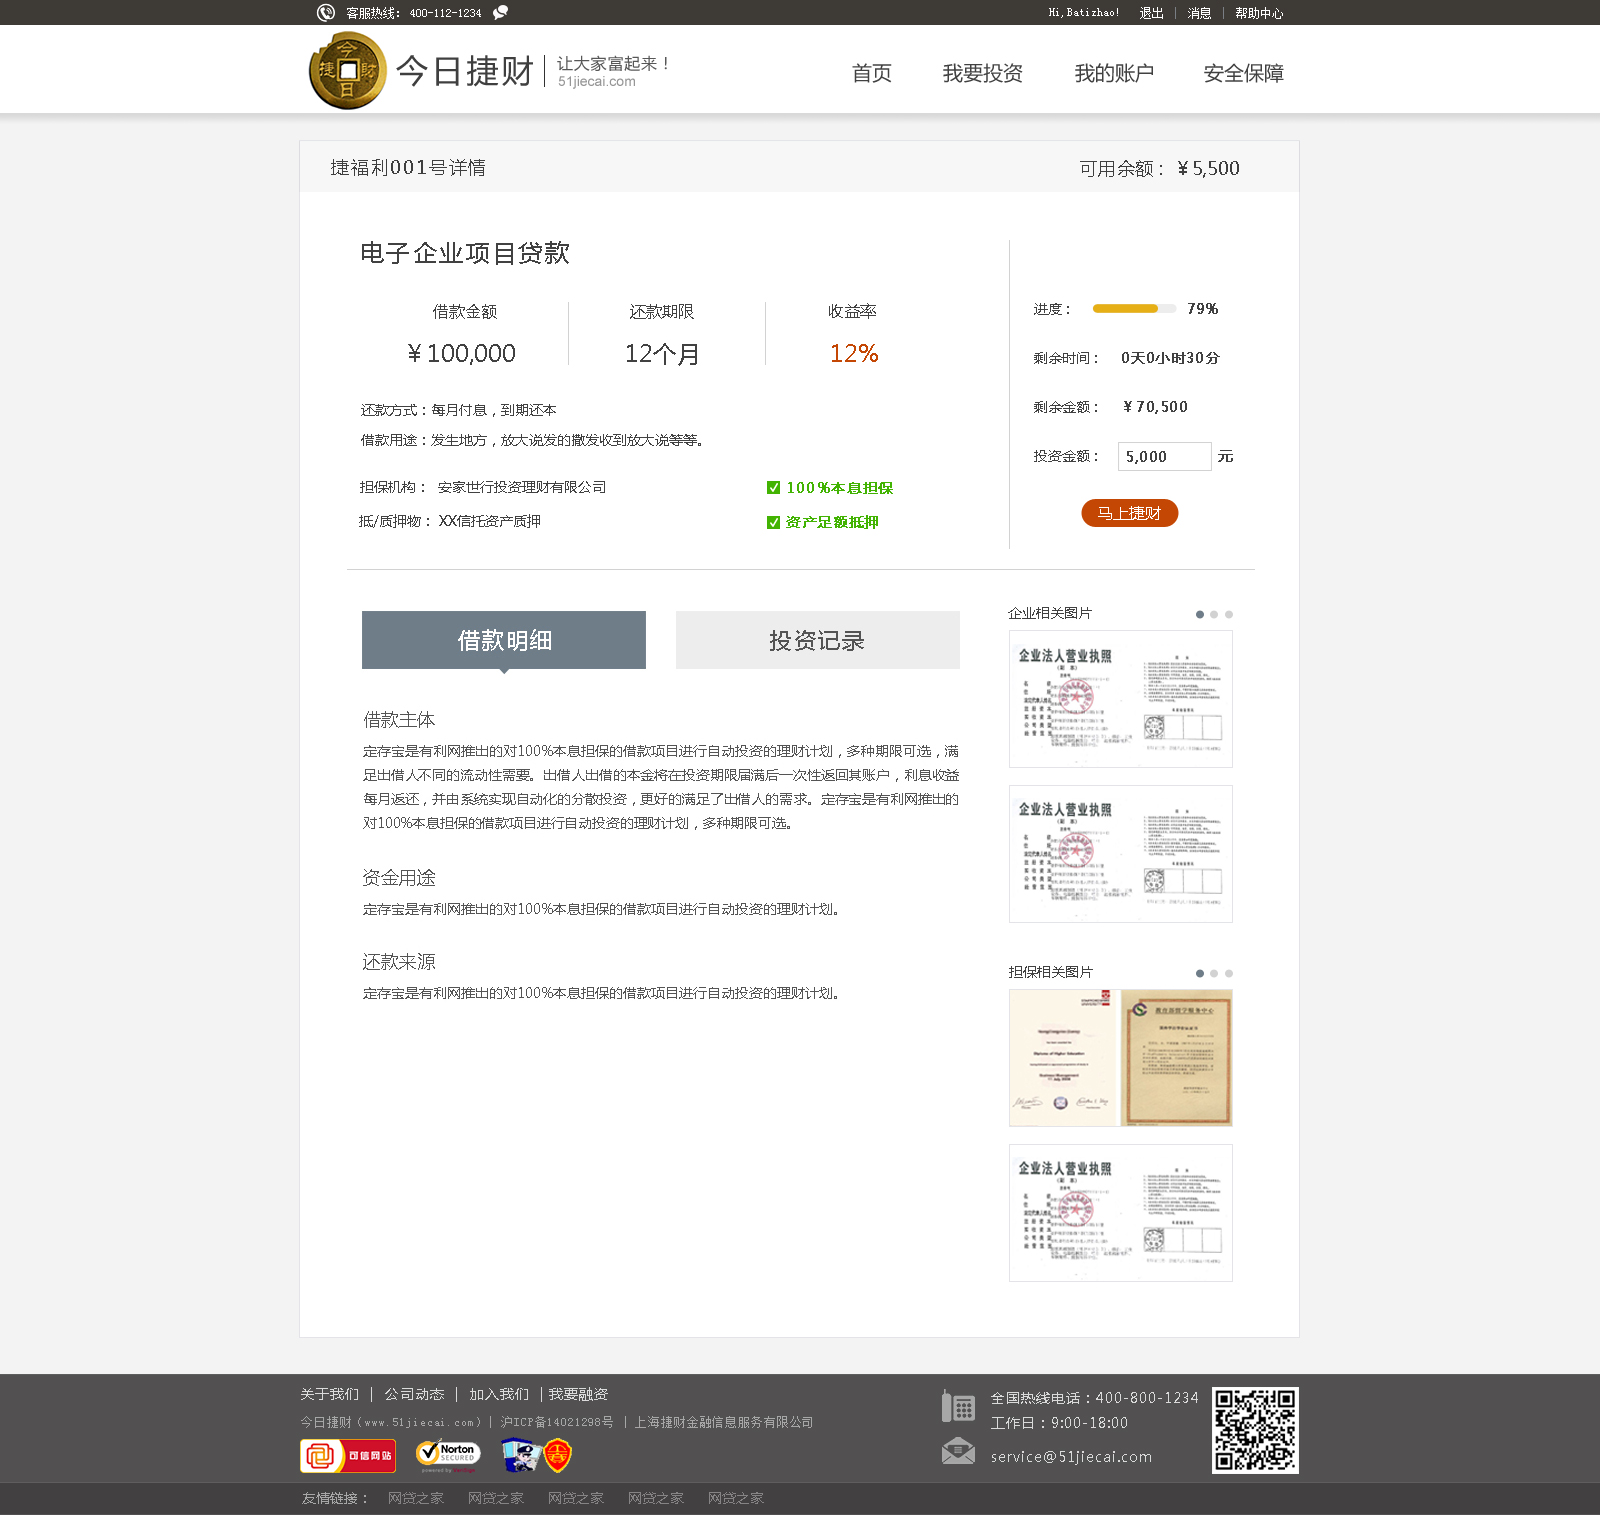 客服热线： 400-112-1234
Hi,Batizhao! 退出 | 消息 | 帮助中心
今日捷财
让大家富起来！
51jiecai.com
首页 我要投资 我的账户 安全保障
捷福利001号详情
可用余额： ¥5,500
电子企业项目贷款
借款金额 还款期限 收益率
¥100,000 12个月 12%
还款方式：每月付息，到期还本
借款用途：发生地方，放大说发的撒发收到放大说等等。
担保机构： 安家世行投资理财有限公司
100%本息担保
抵/质押物： XX信托资产质押
资产足额抵押
进度： 79%
剩余时间： 0天0小时30分
剩余金额： ¥70,500
投资金额： 5,000 元
马上捷财
借款明细 投资记录
借款主体
定存宝是有利网推出的对100%本息担保的借款项目进行自动投资的理财计划，多种期限可选，满
足出借人不同的流动性需要。出借人出借的本金将在投资期限届满后一次性返回其账户，利息收益
每月返还，并由系统实现自动化的分散投资，更好的满足了出借人的需求。定存宝是有利网推出的
对100%本息担保的借款项目进行自动投资的理财计划，多种期限可选。
资金用途
定存宝是有利网推出的对100%本息担保的借款项目进行自动投资的理财计划。
还款来源
定存宝是有利网推出的对100%本息担保的借款项目进行自动投资的理财计划。
企业相关图片
企业法人营业执照
企业法人营业执照
担保相关图片
Diploma of Higher Education
Business Management
企业法人营业执照
关于我们 | 公司动态 | 加入我们 | 我要融资
今日捷财（www.51jiecai.com）| 沪ICP备14021298号 | 上海捷财金融信息服务有限公司
可信网站
Norton
SECURED
全国热线电话：400-800-1234
工作日：9:00-18:00
service@51jiecai.com
友情链接： 网贷之家 网贷之家 网贷之家 网贷之家 网贷之家